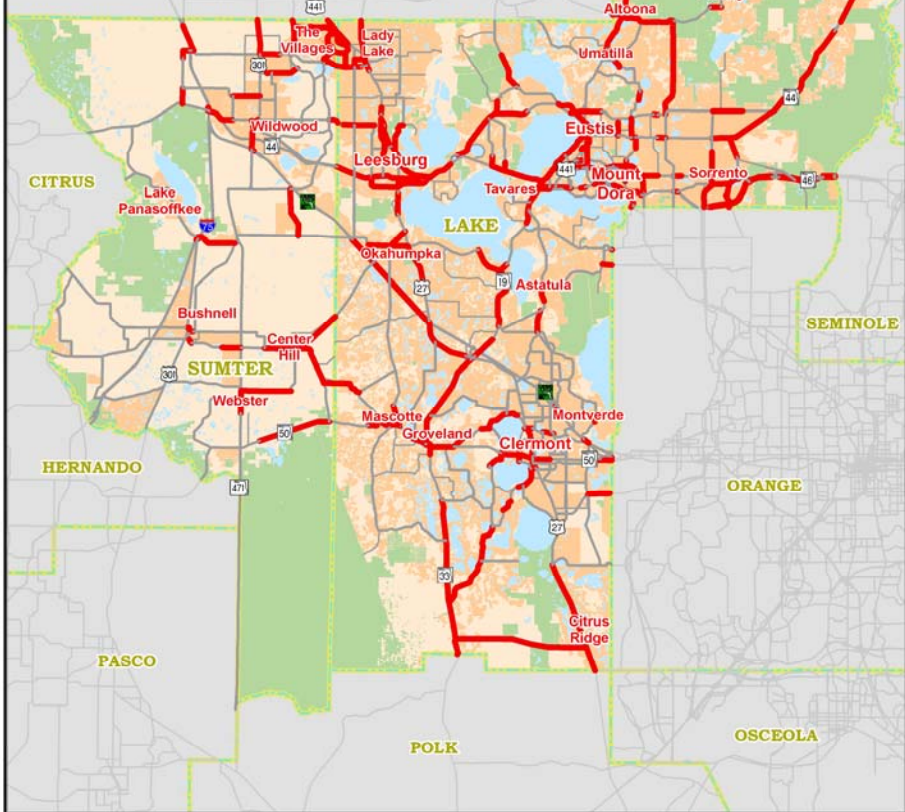 441
Altoona
The
Villages
Lady
Lake
Umatilla
301
44
Wildwood
44
Eustis
Leesburg
441
Mount
Dora
Sorrento
46
CITRUS
Tavares
Lake
Panasoffkee
75
LAKE
Okahumpka
27
19
Astatula
Bushnell
Center
Hill
SEMINOLE
301
SUMTER
Webster
Mascotte
Montverde
Groveland
Clermont
50
50
HERNANDO
471
ORANGE
27
33
Citrus
Ridge
PASCO
POLK
OSCEOLA